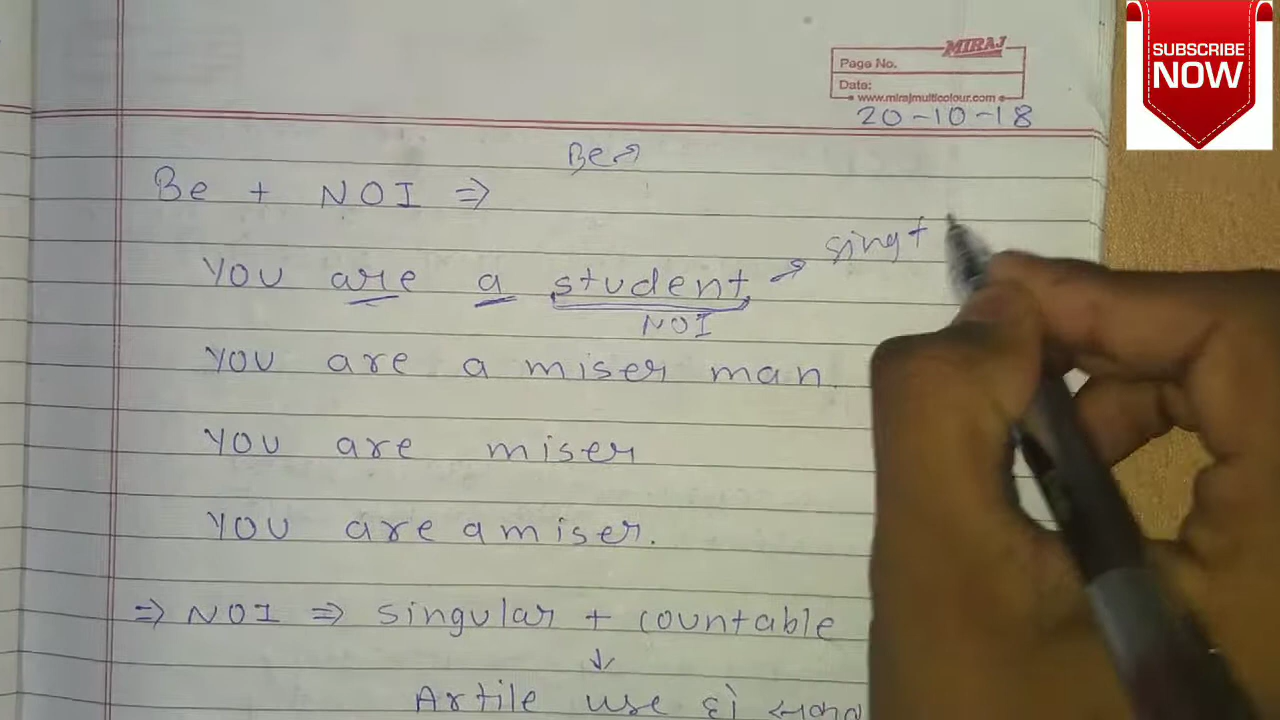 SUBSCRIBE
NOW
MIRAJ
Page No.
Date:
www.mirajmulticolour.com
20-10-18
Be→
Be + NOI ⇒
You are a student → sing +
NOI
You are a miser man
You are miser
You are a miser.
⇒ NOI ⇒ singular + countable
↓
Artile use